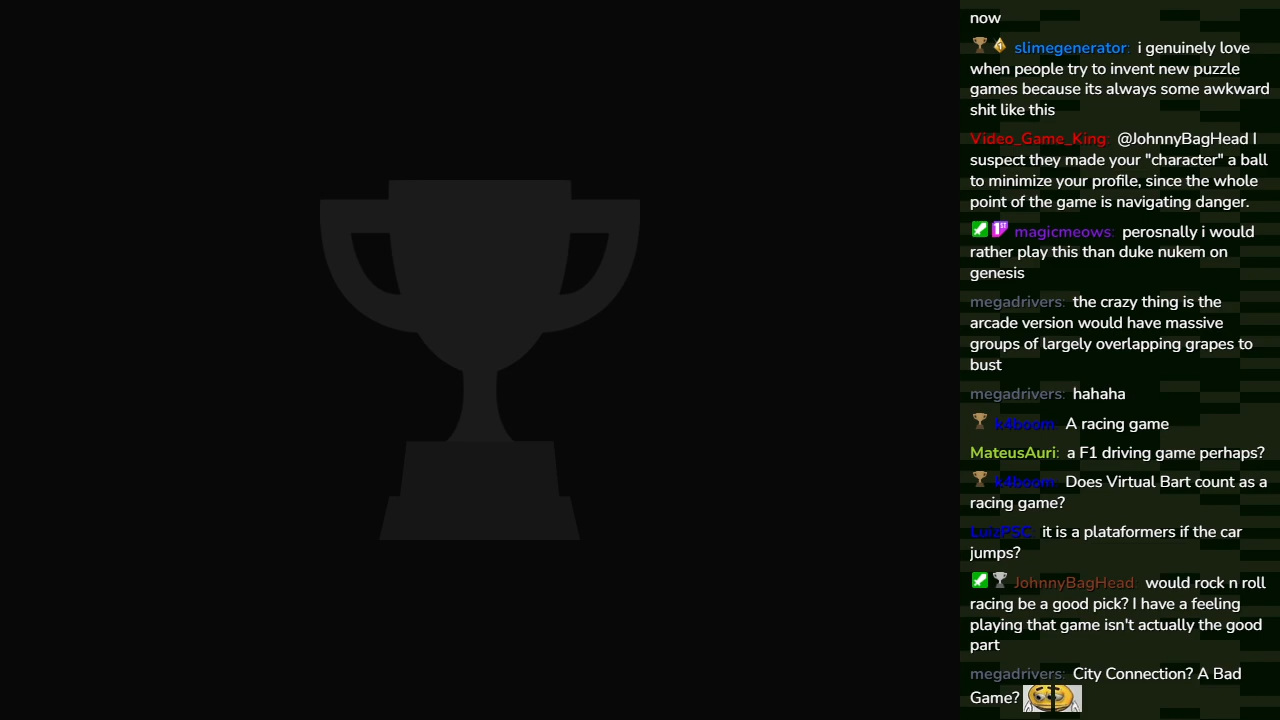 now
slimegenerator: i genuinely love
when people try to invent new puzzle
games because its always some awkward
shit like this
Video_Game_King: @JohnnyBagHead I
suspect they made your "character" a ball
to minimize your profile, since the whole
point of the game is navigating danger.
magicmeows: perosnally i would
rather play this than duke nukem on
genesis
megadrivers: the crazy thing is the
arcade version would have massive
groups of largely overlapping grapes to
bust
megadrivers: hahaha
k4boom: A racing game
MateusAuri: a F1 driving game perhaps?
k4boom: Does Virtual Bart count as a
racing game?
LuizPSC: it is a plataformers if the car
jumps?
JohnnyBagHead: would rock n roll
racing be a good pick? I have a feeling
playing that game isn't actually the good
part
megadrivers: City Connection? A Bad
Game?